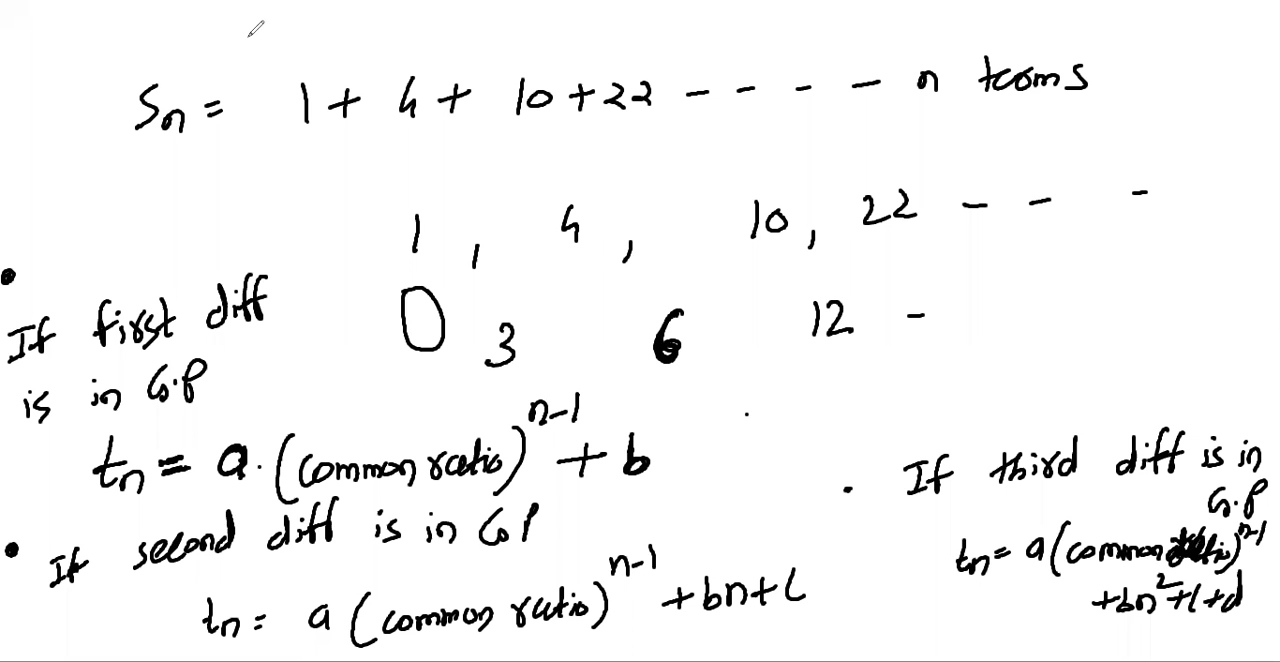 Sn = 1 + 4 + 10 + 22 - - - - n terms
1 , 4 , 10 , 22 - - -
0 3 6 12 -
If first diff
is in G.P
tn = a. (common ratio)^n-1 + b
If second diff is in G P
tn = a (common ratio)^n-1 + bn + c
If third diff is in
G.P
tn = a (common ratio)^n-1
+ bn^2 + c + d